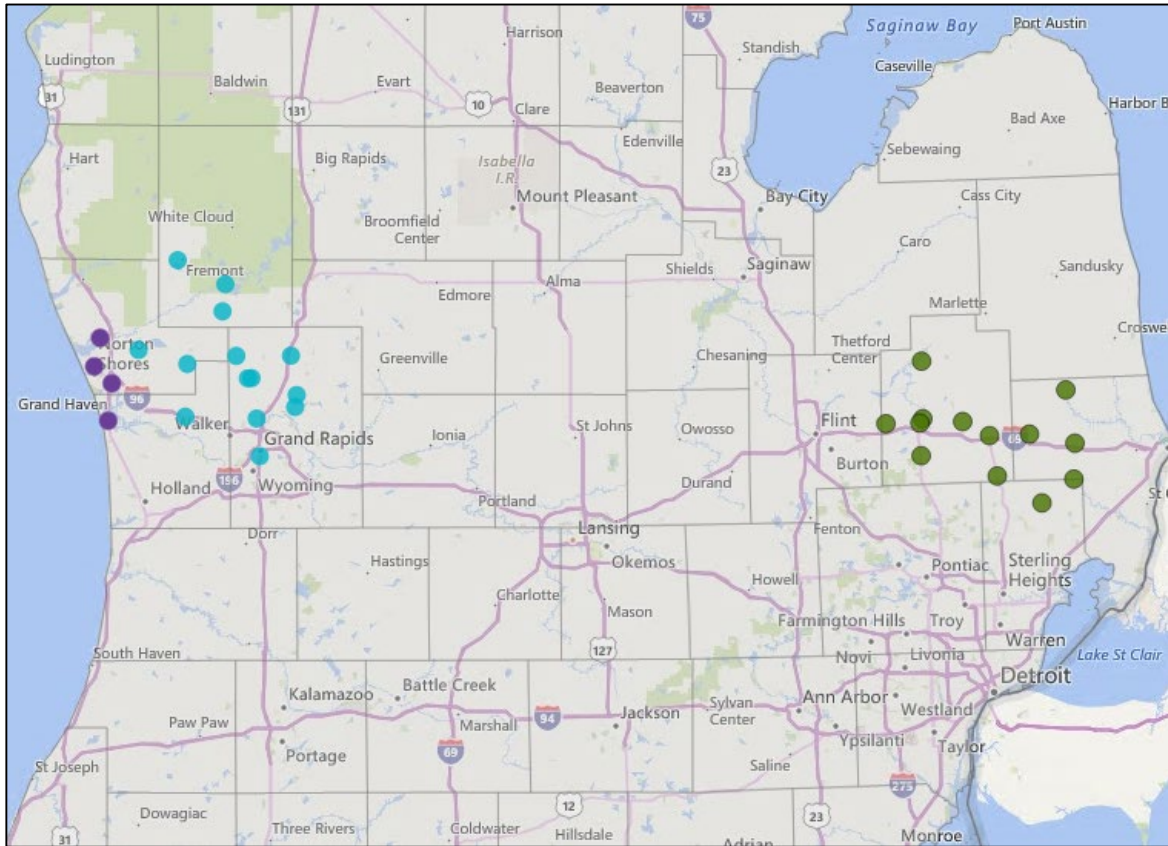 Saginaw Bay
Port Austin
75
Harrison
Standish
Ludington
Caseville
31
Baldwin
Evart
Beaverton
10
Harbor B
131
Clare
Bad Axe
Edenville
Sebewaing
Hart
Big Rapids
Isabella
I.R.
23
Mount Pleasant
Bay City
Cass City
White Cloud
Broomfield
Center
Caro
Fremont
Shields
Saginaw
Sandusky
Edmore
Alma
Marlette
Croswe
Norton
Shores
Thetford
Center
Greenville
Chesaning
Grand Haven
96
Walker
Grand Rapids
Ionia
St Johns
Owosso
Flint
69
Burton
196
Wyoming
Holland
Portland
Durand
St C
Dorr
Lansing
Fenton
Hastings
Okemos
Howell
Pontiac
Sterling
Heights
Charlotte
Mason
Farmington Hills
Troy
Warren
127
Novi
Livonia
South Haven
Lake St Clair
Kalamazoo
Battle Creek
Detroit
Paw Paw
Marshall
94
Jackson
Sylvan
Center
Ann Arbor
Westland
Portage
69
Ypsilanti
Taylor
St Joseph
Saline
275
Dowagiac
12
31
Three Rivers
Coldwater
Hillsdale
23
Adrian
Monroe